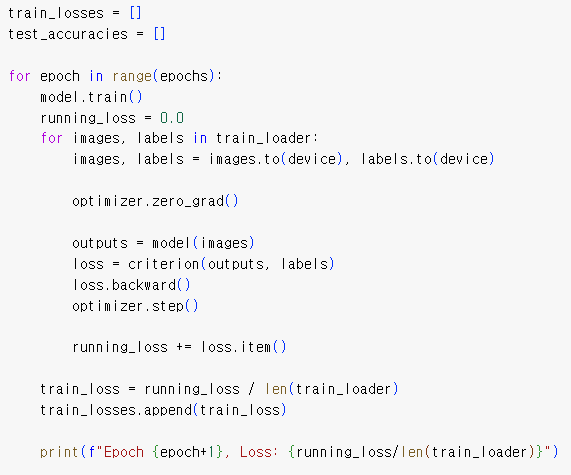 train_losses = []
test_accuracies = []

for epoch in range(epochs):
    model.train()
    running_loss = 0.0
    for images, labels in train_loader:
        images, labels = images.to(device), labels.to(device)

        optimizer.zero_grad()

        outputs = model(images)
        loss = criterion(outputs, labels)
        loss.backward()
        optimizer.step()

        running_loss += loss.item()

    train_loss = running_loss / len(train_loader)
    train_losses.append(train_loss)

    print(f"Epoch {epoch+1}, Loss: {running_loss/len(train_loader)}")